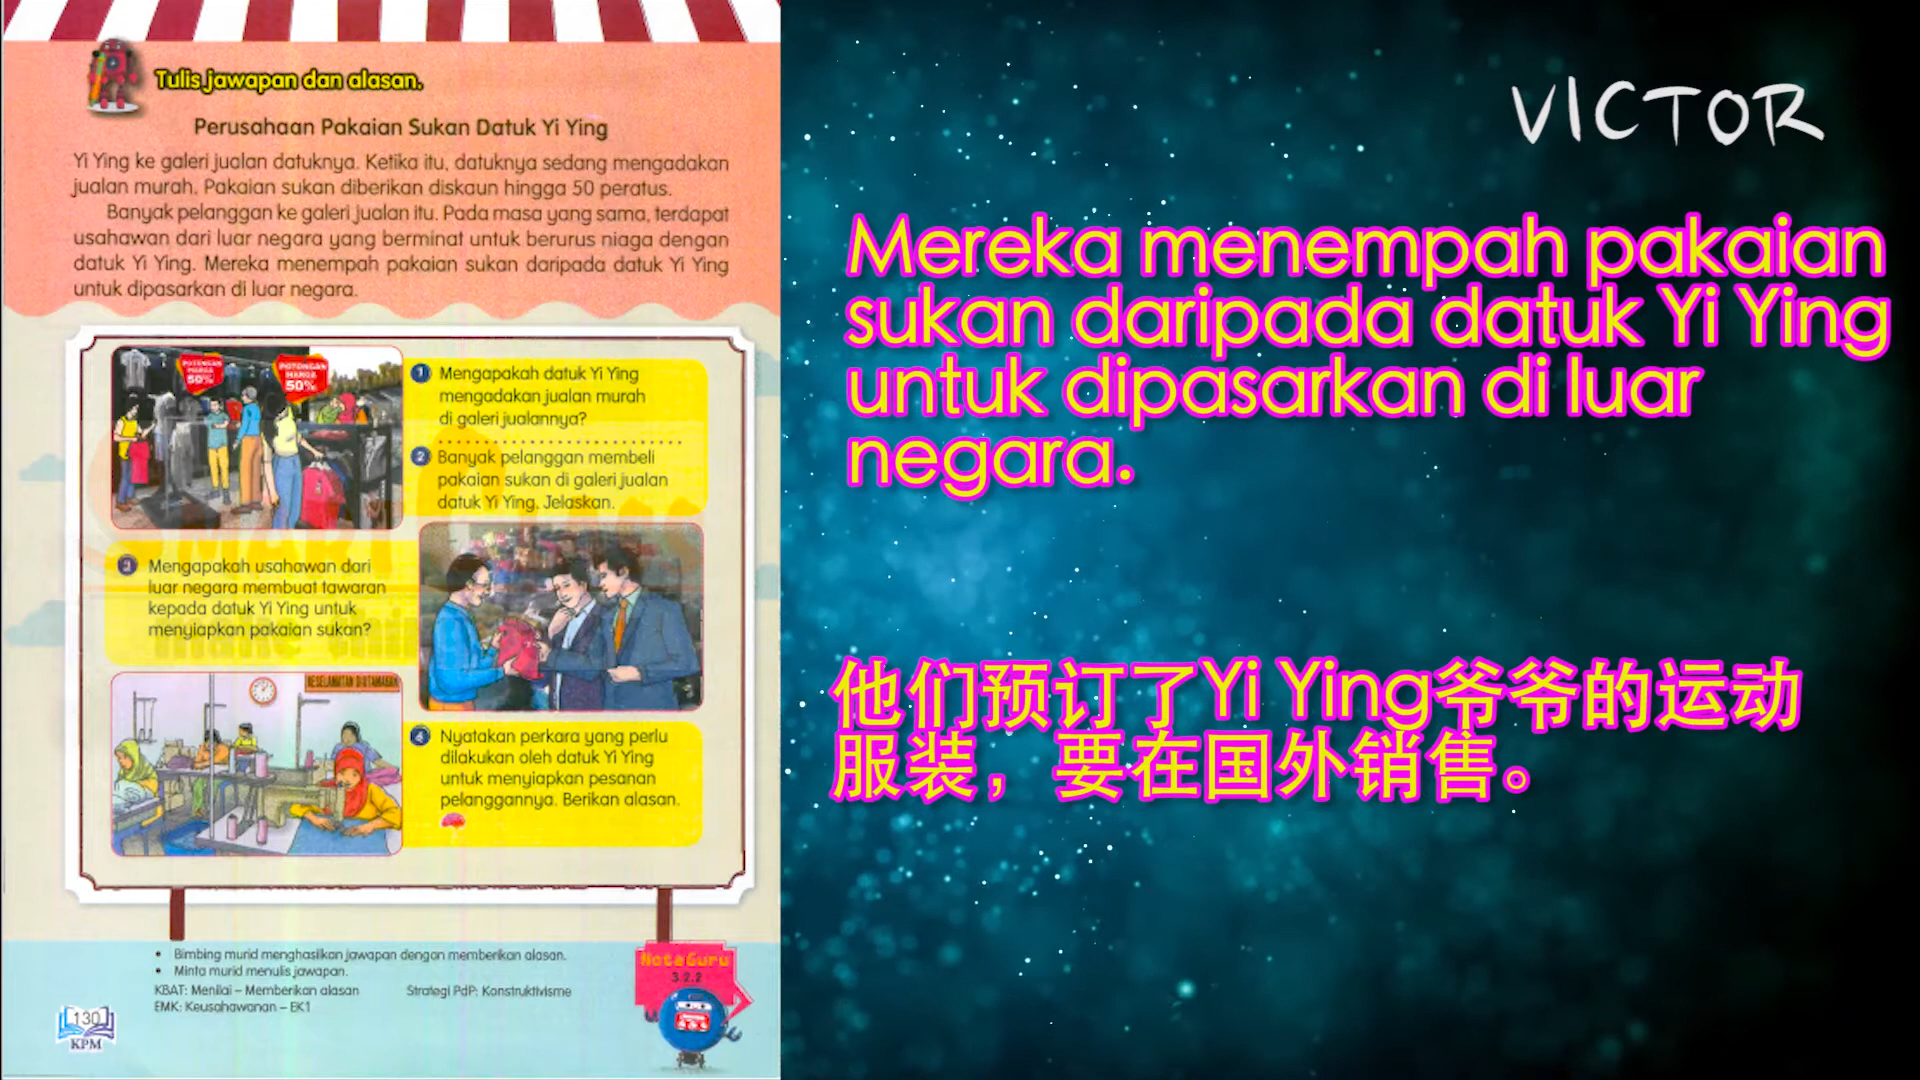 Tulis jawapan dan alasan.
Perusahaan Pakaian Sukan Datuk Yi Ying
Yi Ying ke galeri jualan datuknya. Ketika itu, datuknya sedang mengadakan
jualan murah. Pakaian sukan diberikan diskaun hingga 50 peratus.
Banyak pelanggan ke galeri jualan itu. Pada masa yang sama, terdapat
usahawan dari luar negara yang berminat untuk berurus niaga dengan
datuk Yi Ying. Mereka menempah pakaian sukan daripada datuk Yi Ying
untuk dipasarkan di luar negara.
POTONGAN
HARGA
50%
POTONGAN
HARGA
50%
1 Mengapakah datuk Yi Ying
mengadakan jualan murah
di galeri jualannya?
2 Banyak pelanggan membeli
pakaian sukan di galeri jualan
datuk Yi Ying. Jelaskan.
3 Mengapakah usahawan dari
luar negara membuat tawaran
kepada datuk Yi Ying untuk
menyiapkan pakaian sukan?
KESELAMATAN DIUTAMAKAN
4 Nyatakan perkara yang perlu
dilakukan oleh datuk Yi Ying
untuk menyiapkan pesanan
pelanggannya. Berikan alasan.
• Bimbing murid menghasilkan jawapan dengan memberikan alasan.
• Minta murid menulis jawapan.
KBAT: Menilai – Memberikan alasan Strategi PdP: Konstruktivisme
EMK: Keusahawanan – EK1
NotaGuru
3.2.2
130
KPM
VICTOR
Mereka menempah pakaian
sukan daripada datuk Yi Ying
untuk dipasarkan di luar
negara.
他们预订了Yi Ying爷爷的运动
服装，要在国外销售。